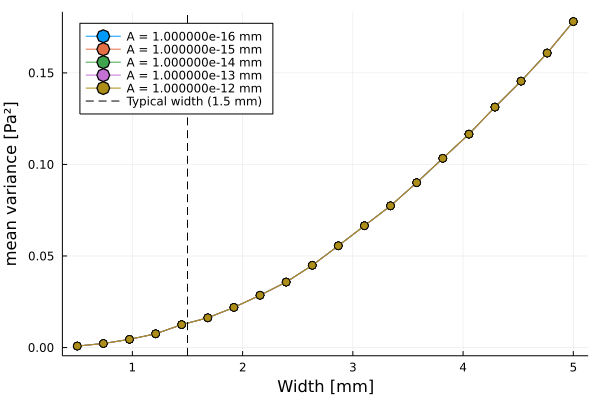 A = 1.000000e-16 mm
A = 1.000000e-15 mm
A = 1.000000e-14 mm
A = 1.000000e-13 mm
A = 1.000000e-12 mm
Typical width (1.5 mm)
0.15
0.10
0.05
0.00
mean variance [Pa²]
1 2 3 4 5
Width [mm]